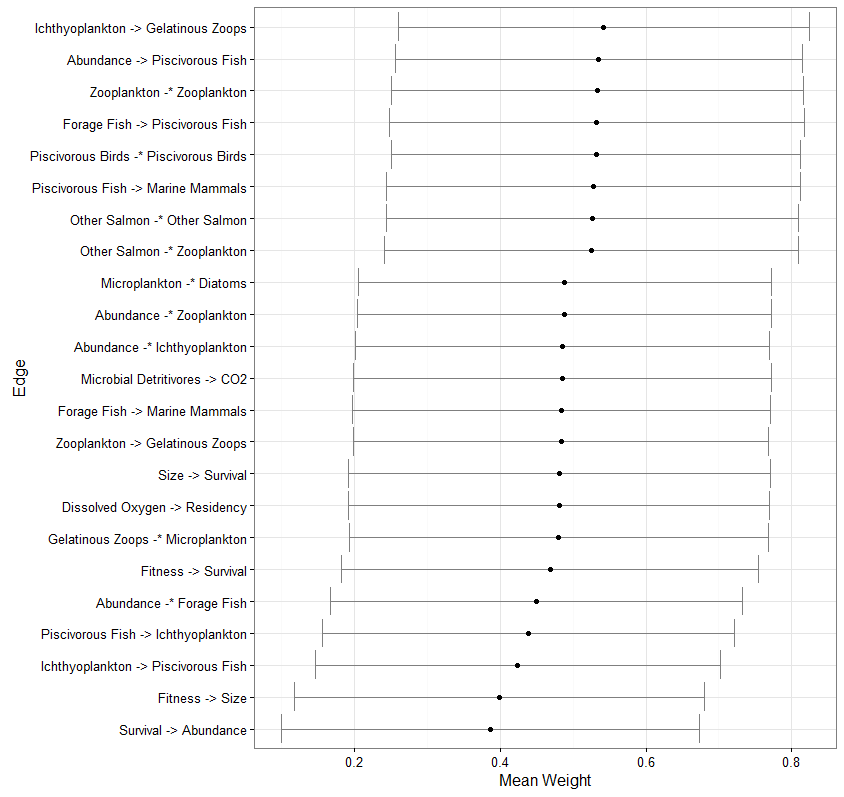 Ichthyoplankton -> Gelatinous Zoops
Abundance -> Piscivorous Fish
Zooplankton -* Zooplankton
Forage Fish -> Piscivorous Fish
Piscivorous Birds -* Piscivorous Birds
Piscivorous Fish -> Marine Mammals
Other Salmon -* Other Salmon
Other Salmon -* Zooplankton
Microplankton -* Diatoms
Abundance -* Zooplankton
Abundance -* Ichthyoplankton
Microbial Detritivores -> CO2
Forage Fish -> Marine Mammals
Zooplankton -> Gelatinous Zoops
Size -> Survival
Dissolved Oxygen -> Residency
Gelatinous Zoops -* Microplankton
Fitness -> Survival
Abundance -* Forage Fish
Piscivorous Fish -> Ichthyoplankton
Ichthyoplankton -> Piscivorous Fish
Fitness -> Size
Survival -> Abundance
Edge
0.2 0.4 0.6 0.8
Mean Weight